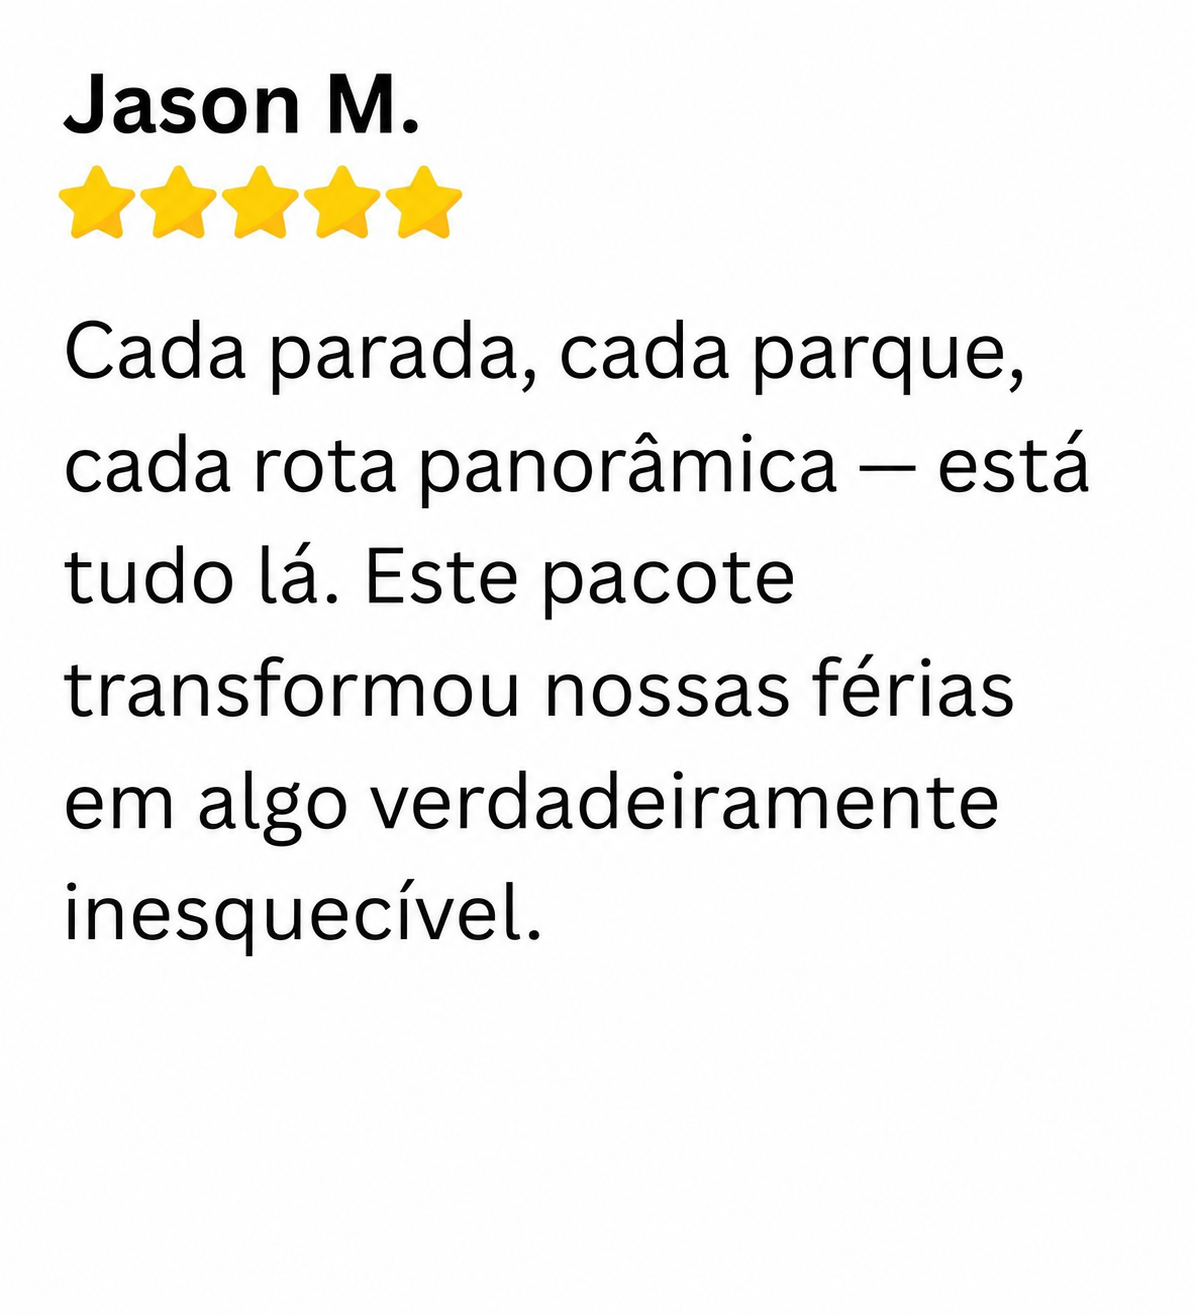 Jason M.
⭐⭐⭐⭐⭐
Cada parada, cada parque,
cada rota panorâmica — está
tudo lá. Este pacote
transformou nossas férias
em algo verdadeiramente
inesquecível.